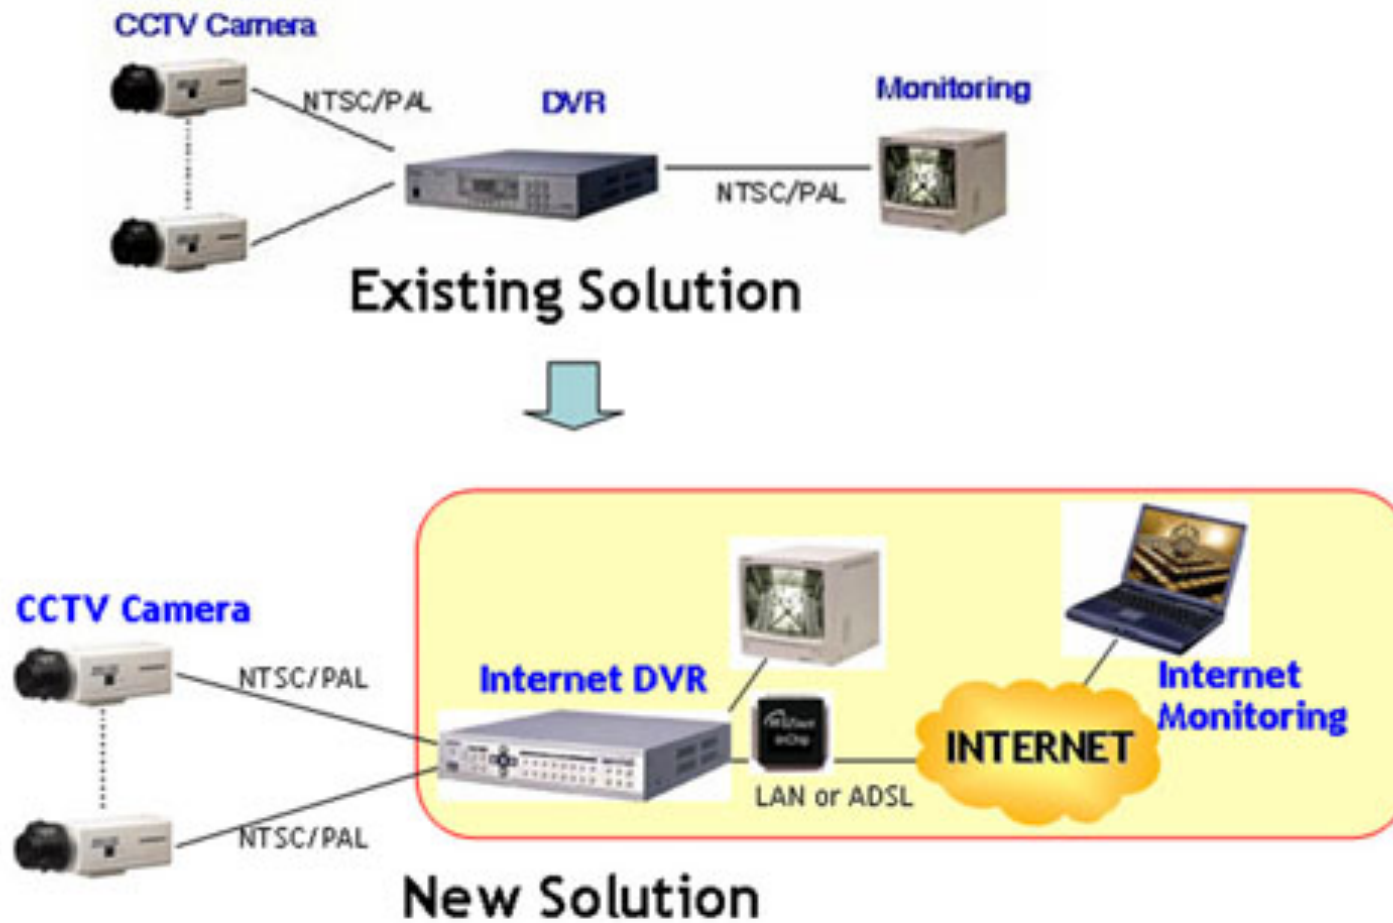 CCTV Camera
NTSC/PAL
DVR
Monitoring
NTSC/PAL
Existing Solution
CCTV Camera
NTSC/PAL
Internet DVR
INTERNET
Internet
Monitoring
LAN or ADSL
NTSC/PAL
New Solution